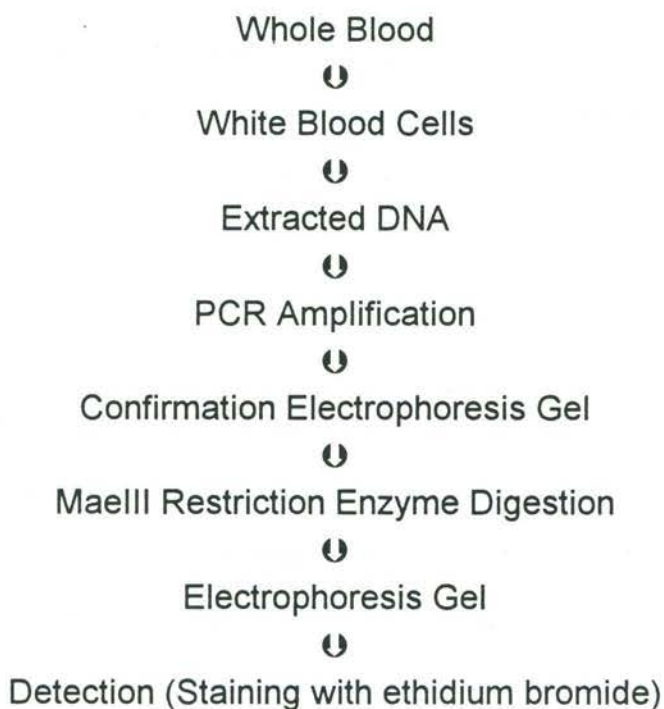 Whole Blood
White Blood Cells
Extracted DNA
PCR Amplification
Confirmation Electrophoresis Gel
MaeIII Restriction Enzyme Digestion
Electrophoresis Gel
Detection (Staining with ethidium bromide)